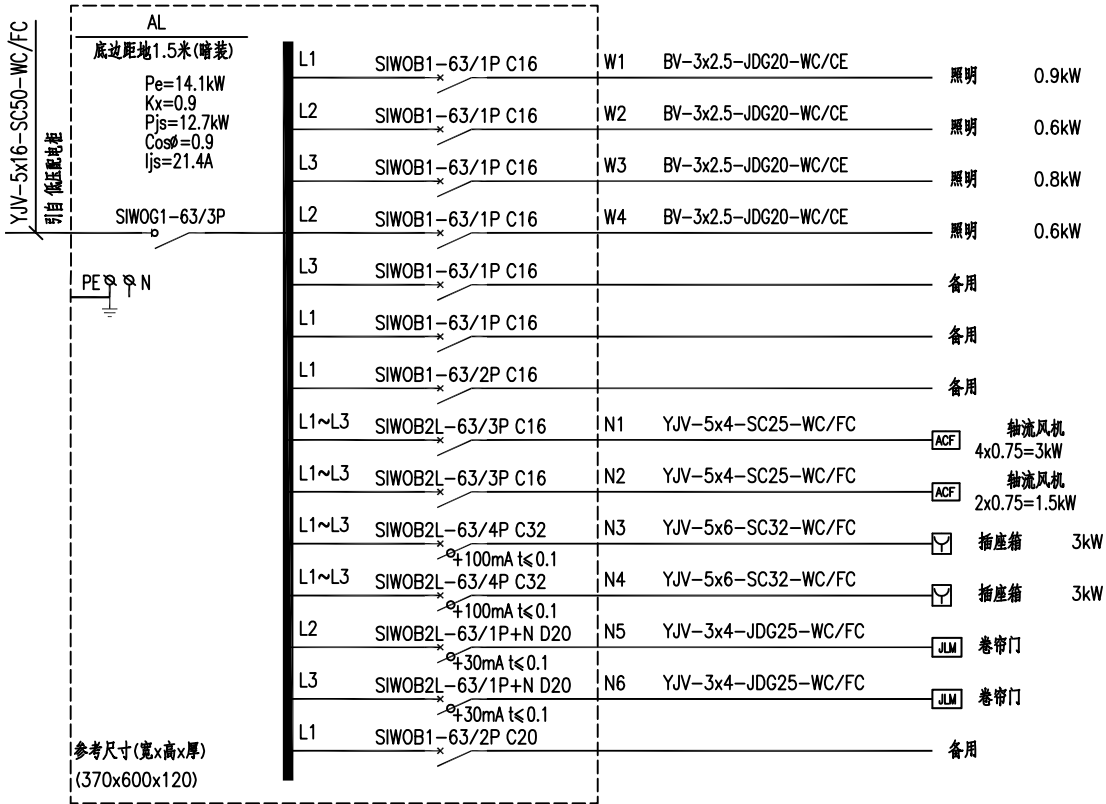 YJV-5x16-SC50-WC/FC
引自 低压配电柜
AL
底边距地1.5米(暗装)
Pe=14.1kW
Kx=0.9
Pjs=12.7kW
Cosø=0.9
Ijs=21.4A
SIWOG1-63/3P
PE N
L1 SIWOB1-63/1P C16 W1 BV-3x2.5-JDG20-WC/CE 照明 0.9kW
L2 SIWOB1-63/1P C16 W2 BV-3x2.5-JDG20-WC/CE 照明 0.6kW
L3 SIWOB1-63/1P C16 W3 BV-3x2.5-JDG20-WC/CE 照明 0.8kW
L2 SIWOB1-63/1P C16 W4 BV-3x2.5-JDG20-WC/CE 照明 0.6kW
L3 SIWOB1-63/1P C16 备用
L1 SIWOB1-63/1P C16 备用
L1 SIWOB1-63/2P C16 备用
L1~L3 SIWOB2L-63/3P C16 N1 YJV-5x4-SC25-WC/FC ACF 轴流风机
4x0.75=3kW
L1~L3 SIWOB2L-63/3P C16 N2 YJV-5x4-SC25-WC/FC ACF 轴流风机
2x0.75=1.5kW
L1~L3 SIWOB2L-63/4P C32 N3 YJV-5x6-SC32-WC/FC 插座箱 3kW
+100mA t≤0.1
L1~L3 SIWOB2L-63/4P C32 N4 YJV-5x6-SC32-WC/FC 插座箱 3kW
+100mA t≤0.1
L2 SIWOB2L-63/1P+N D20 N5 YJV-3x4-JDG25-WC/FC JLM 卷帘门
+30mA t≤0.1
L3 SIWOB2L-63/1P+N D20 N6 YJV-3x4-JDG25-WC/FC JLM 卷帘门
+30mA t≤0.1
L1 SIWOB1-63/2P C20 备用
参考尺寸(宽x高x厚)
(370x600x120)